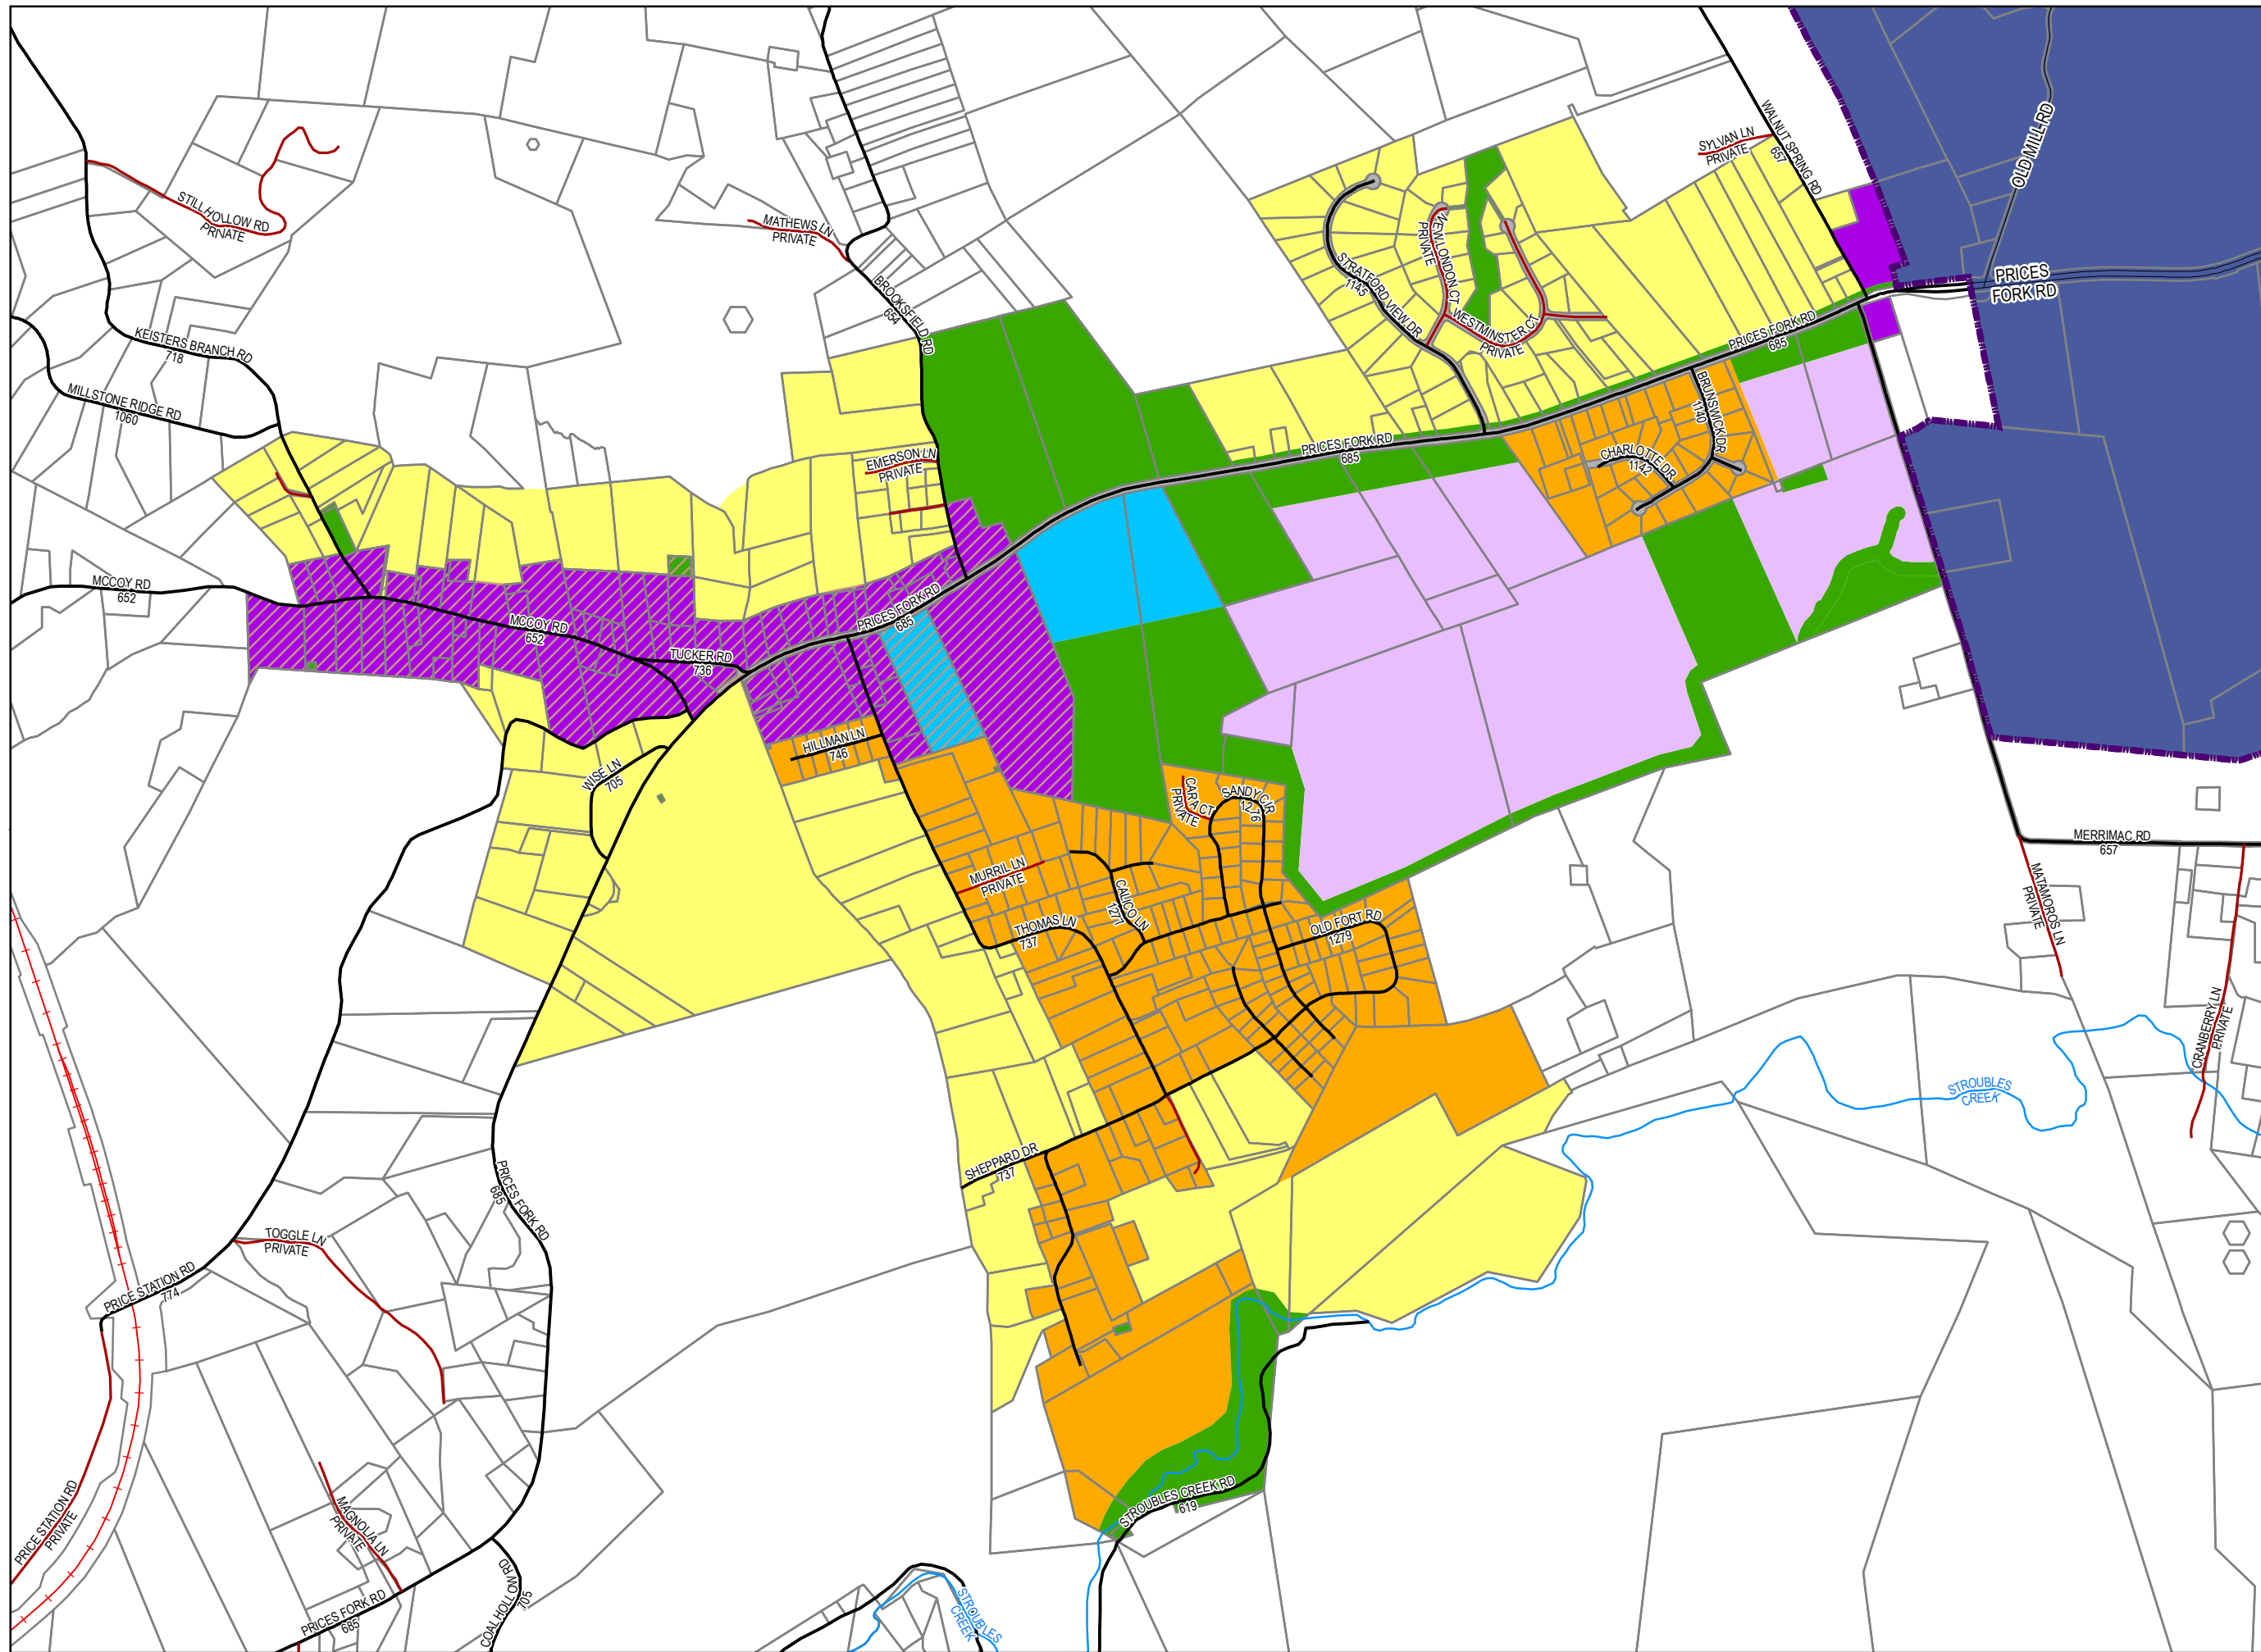 OLD MILL RD
WALNUT SPRING RD
657
SYLVAN LN
PRIVATE
STILLHOLLOW RD
PRIVATE
MATHEWS LN
PRIVATE
NEW LONDON CT
PRIVATE
STRATFORD VIEW DR
1145
WESTMINSTER CT
PRIVATE
PRICES
FORK RD
BROOKSFIELD RD
654
PRICES FORK RD
685
KEISTERS BRANCH RD
718
MILLSTONE RIDGE RD
1060
BRUNSWICK DR
1140
EMERSON LN
PRIVATE
PRICES FORK RD
685
CHARLOTTE DR
1142
MCCOY RD
652
MCCOY RD
652
PRICES FORK RD
685
TUCKER RD
736
HILLMAN LN
746
WISE LN
705
CARA CT
PRIVATE
SANDY CIR
1276
MERRIMAC RD
657
MURRIL LN
PRIVATE
CALICO LN
1277
THOMAS LN
737
OLD FORT RD
1279
MATAMOROS LN
PRIVATE
CRANBERRY LN
PRIVATE
STROUBLES
CREEK
SHEPPARD DR
737
PRICES FORK RD
685
TOGGLE LN
PRIVATE
PRICE STATION RD
774
PRICE STATION RD
PRIVATE
MAGNOLIA LN
PRIVATE
STROUBLES CREEK RD
619
COAL HOLLOW RD
705
PRICES FORK RD
685
STROUBLES
CREEK